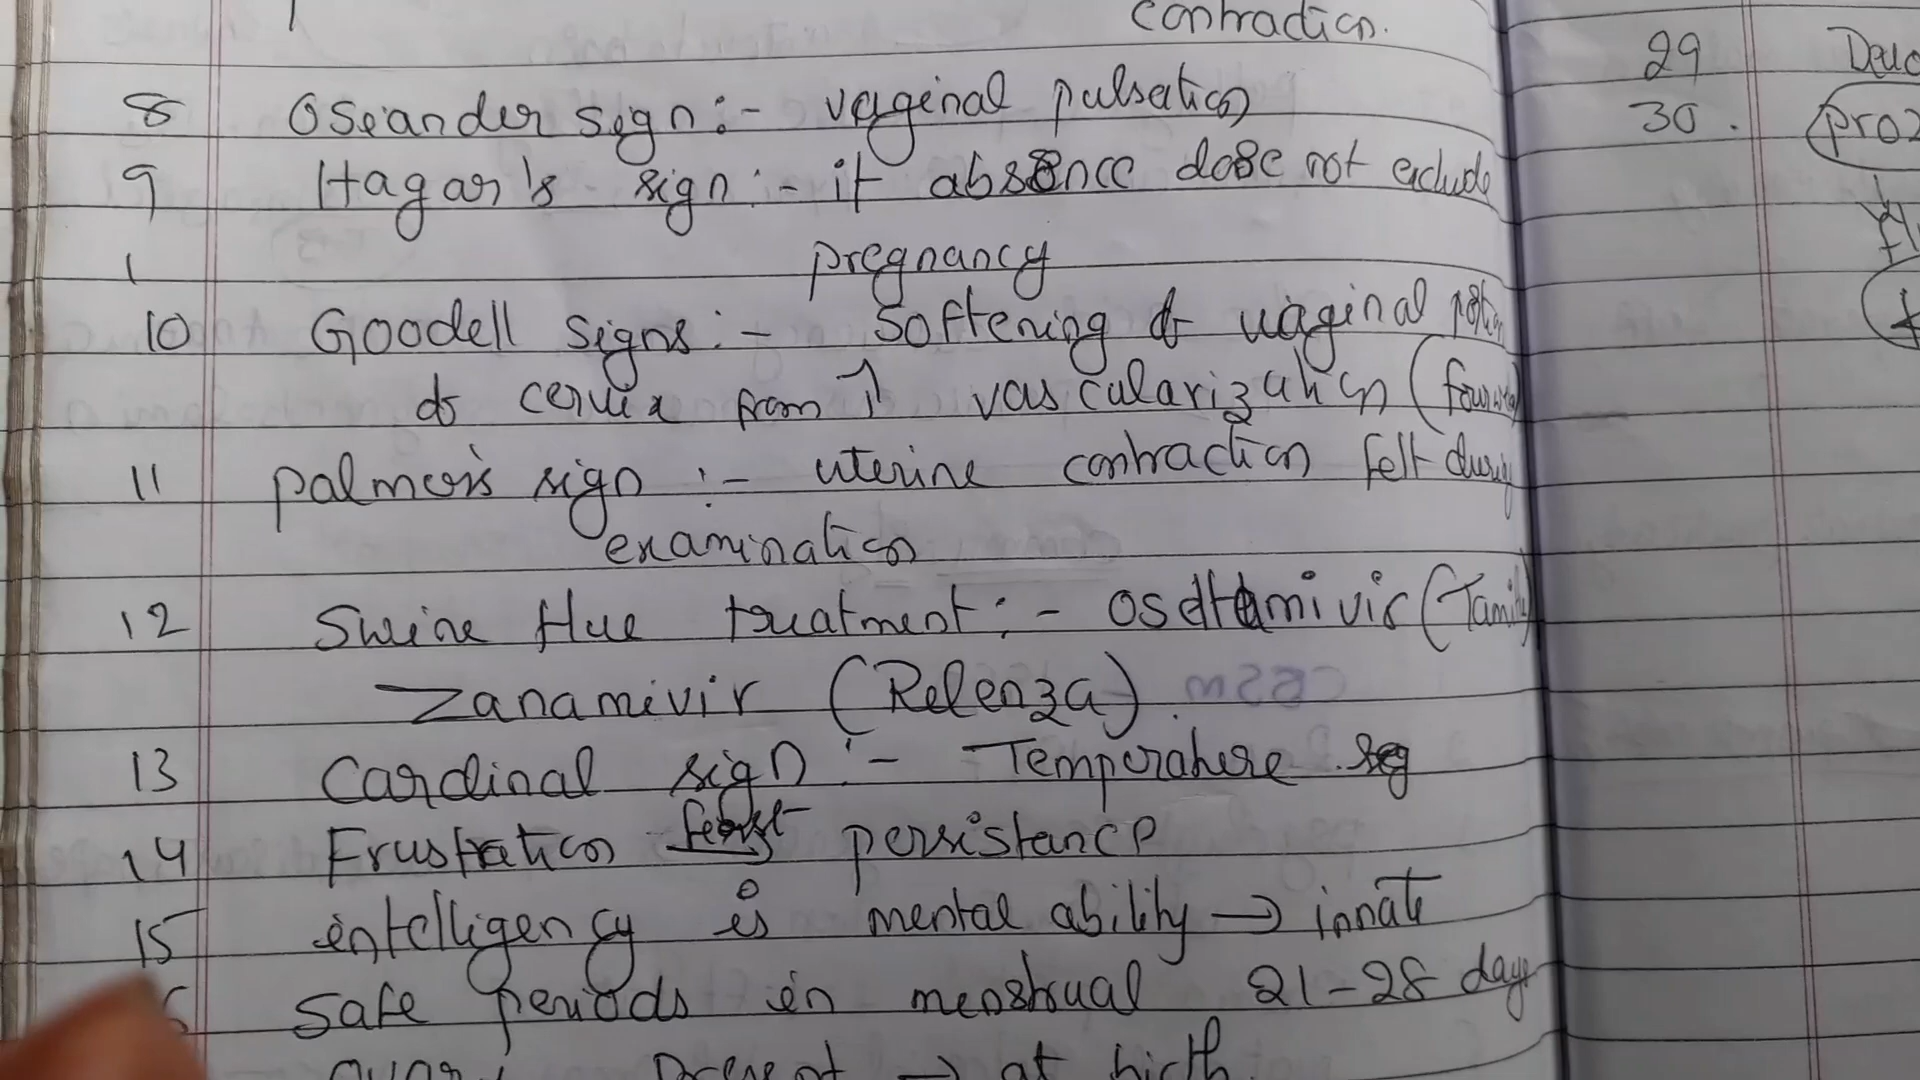 contraction.
8 Oseander sign:- vaginal pulsation
9 Hagar's sign:- it absence dose not exclude
pregnancy
10 Goodell signs:- Softening of vaginal
of cervix from ↑ vascularization (four
11 palmer's sign:- uterine contraction felt during
examination
12 Swine flue treatment:- Oseltamivir (
Zanamivir (Relenza)
13 Cardinal sign:- Temperature
14 Frustration persistance
15 intelligency is mental ability → innate
safe periods in menstrual 21-28 days
present → at birth
29
30.